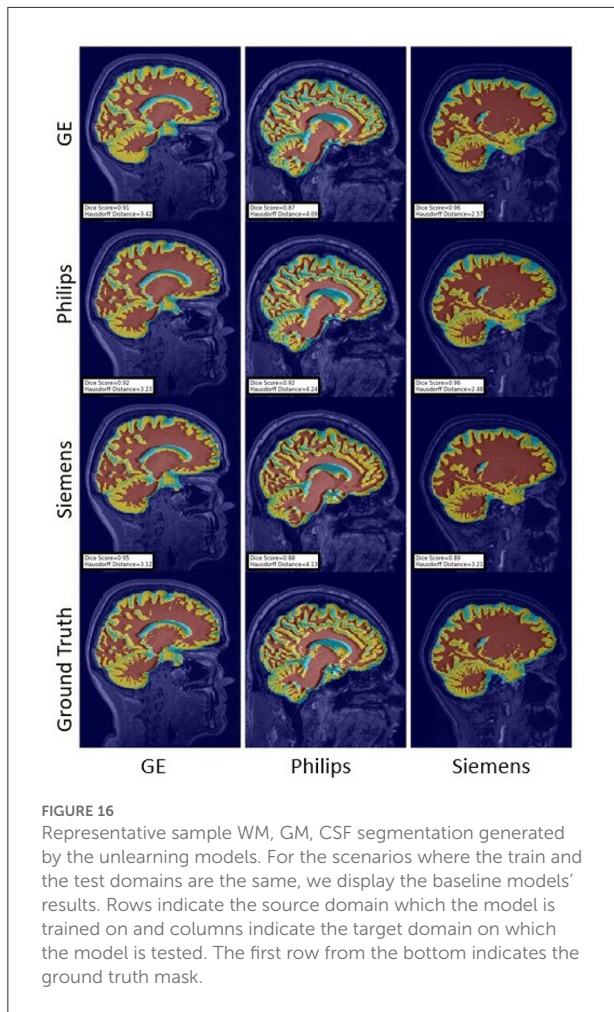 GE
Dice Score=0.91
Hausdorff Distance=3.42
Dice Score=0.87
Hausdorff Distance=4.09
Dice Score=0.96
Hausdorff Distance=2.57
Philips
Dice Score=0.92
Hausdorff Distance=3.23
Dice Score=0.92
Hausdorff Distance=4.24
Dice Score=0.96
Hausdorff Distance=2.48
Siemens
Dice Score=0.95
Hausdorff Distance=3.12
Dice Score=0.88
Hausdorff Distance=4.13
Dice Score=0.89
Hausdorff Distance=3.21
Ground Truth
GE Philips Siemens
FIGURE 16
Representative sample WM, GM, CSF segmentation generated
by the unlearning models. For the scenarios where the train and
the test domains are the same, we display the baseline models’
results. Rows indicate the source domain which the model is
trained on and columns indicate the target domain on which
the model is tested. The first row from the bottom indicates the
ground truth mask.